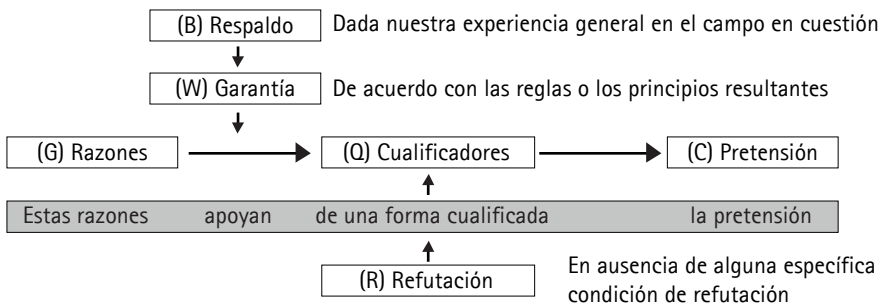 (B) Respaldo Dada nuestra experiencia general en el campo en cuestión
(W) Garantía De acuerdo con las reglas o los principios resultantes
(G) Razones (Q) Cualificadores (C) Pretensión
Estas razones apoyan de una forma cualificada la pretensión
(R) Refutación En ausencia de alguna específica
condición de refutación